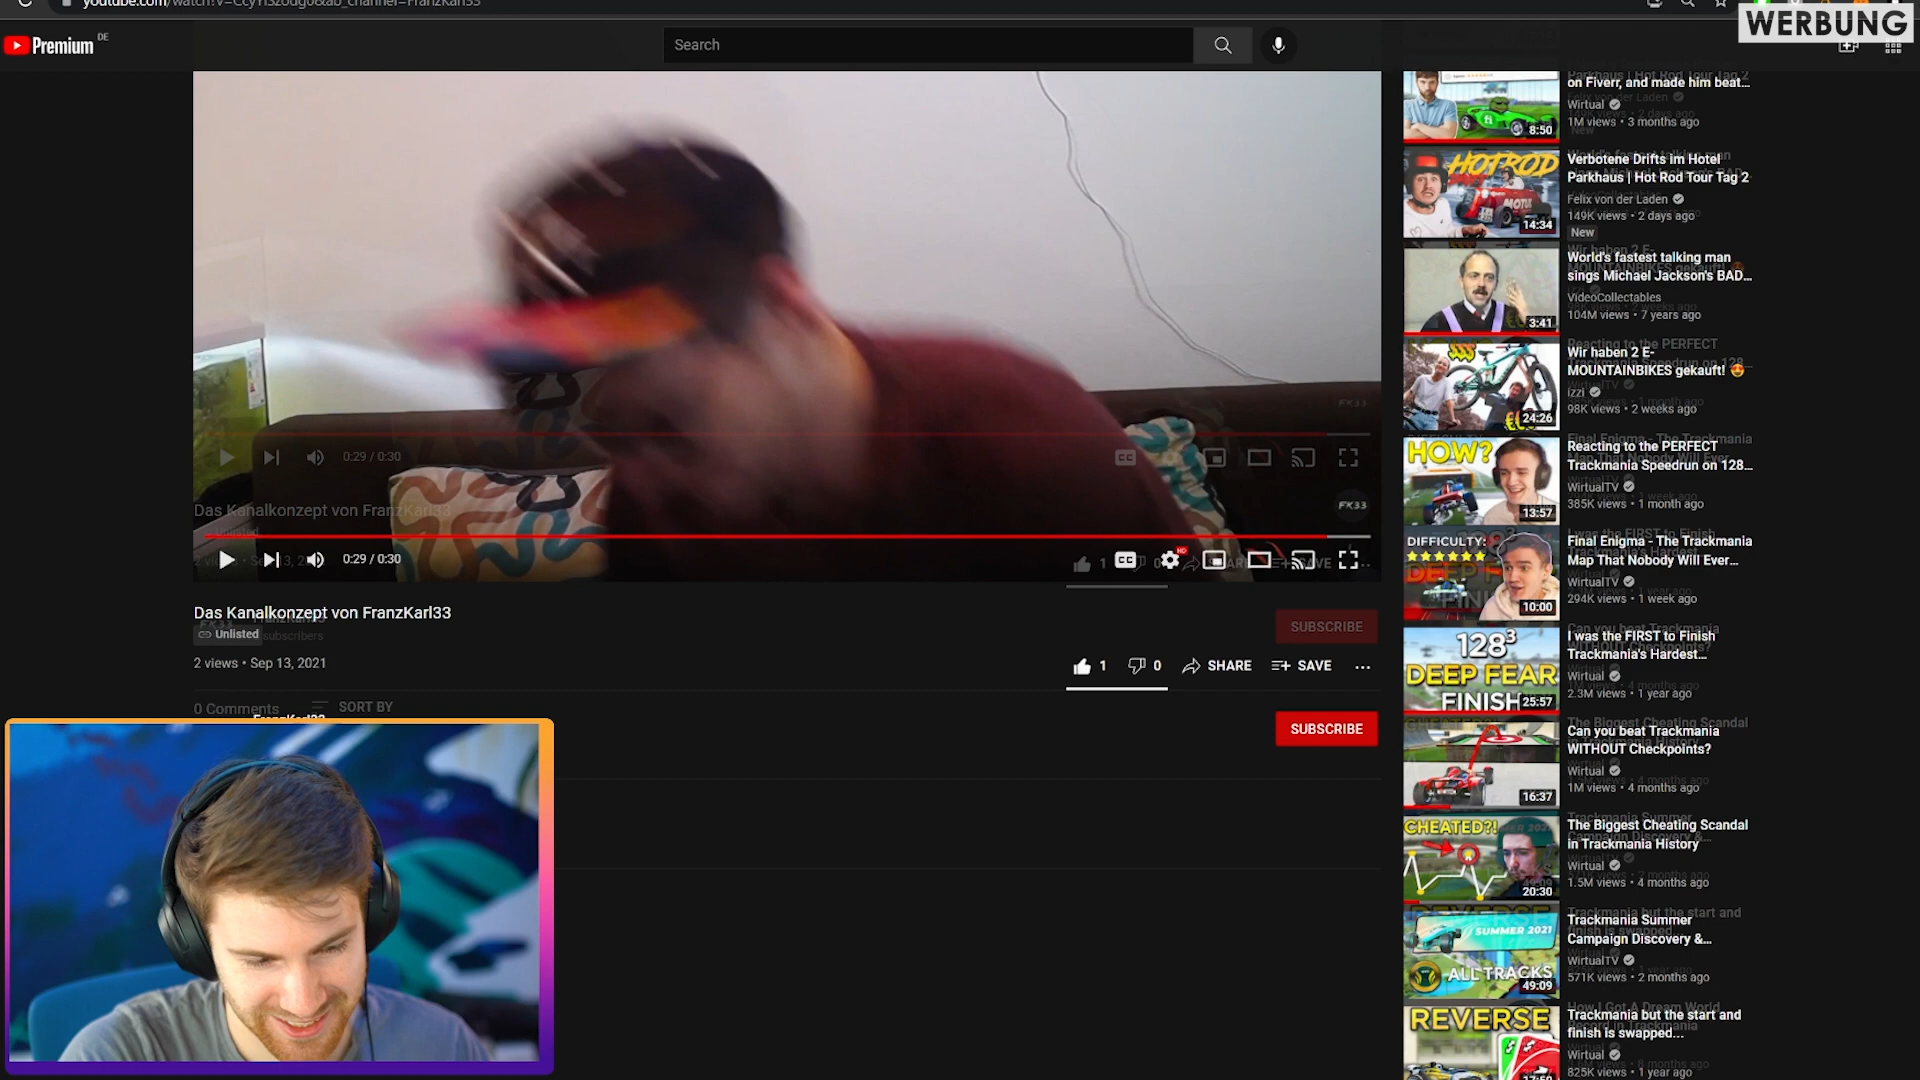 WERBUNG
Premium DE
Search
Das Kanalkonzept von FranzKarl33
FK33
0:29 / 0:30
CC
HD
Das Kanalkonzept von FranzKarl33
Unlisted
2 views • Sep 13, 2021
1
0
SHARE
SAVE
SUBSCRIBE
0 Comments
SORT BY
FranzKarl33
SUBSCRIBE
on Fiverr, and made him beat...
Wirtual
1M views • 3 months ago
8:50
Verbotene Drifts im Hotel
Parkhaus | Hot Rod Tour Tag 2
Felix von der Laden
149K views • 2 days ago
New
HOTROD
14:34
World's fastest talking man
sings Michael Jackson's BAD...
VideoCollectables
104M views • 7 years ago
3:41
Wir haben 2 E-
MOUNTAINBIKES gekauft! 😍
izzi
98K views • 2 weeks ago
$$$
24:26
Reacting to the PERFECT
Trackmania Speedrun on 128...
WirtualTV
385K views • 1 month ago
HOW?
13:57
Final Enigma - The Trackmania
Map That Nobody Will Ever...
WirtualTV
294K views • 1 week ago
DIFFICULTY:
10:00
I was the FIRST to Finish
Trackmania's Hardest...
Wirtual
2.3M views • 1 year ago
128³
DEEP FEAR
FINISH
25:57
Can you beat Trackmania
WITHOUT Checkpoints?
Wirtual
1M views • 4 months ago
16:37
The Biggest Cheating Scandal
in Trackmania History
Wirtual
1.5M views • 4 months ago
CHEATED?!
20:30
Trackmania Summer
Campaign Discovery &...
WirtualTV
571K views • 2 months ago
SUMMER 2021
ALL TRACKS
49:09
Trackmania but the start and
finish is swapped...
Wirtual
825K views • 1 year ago
REVERSE